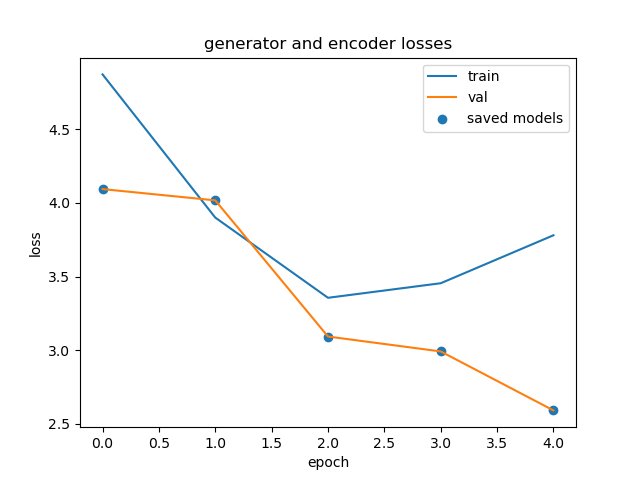 generator and encoder losses
train
val
saved models
4.5
4.0
3.5
3.0
2.5
loss
0.0 0.5 1.0 1.5 2.0 2.5 3.0 3.5 4.0
epoch